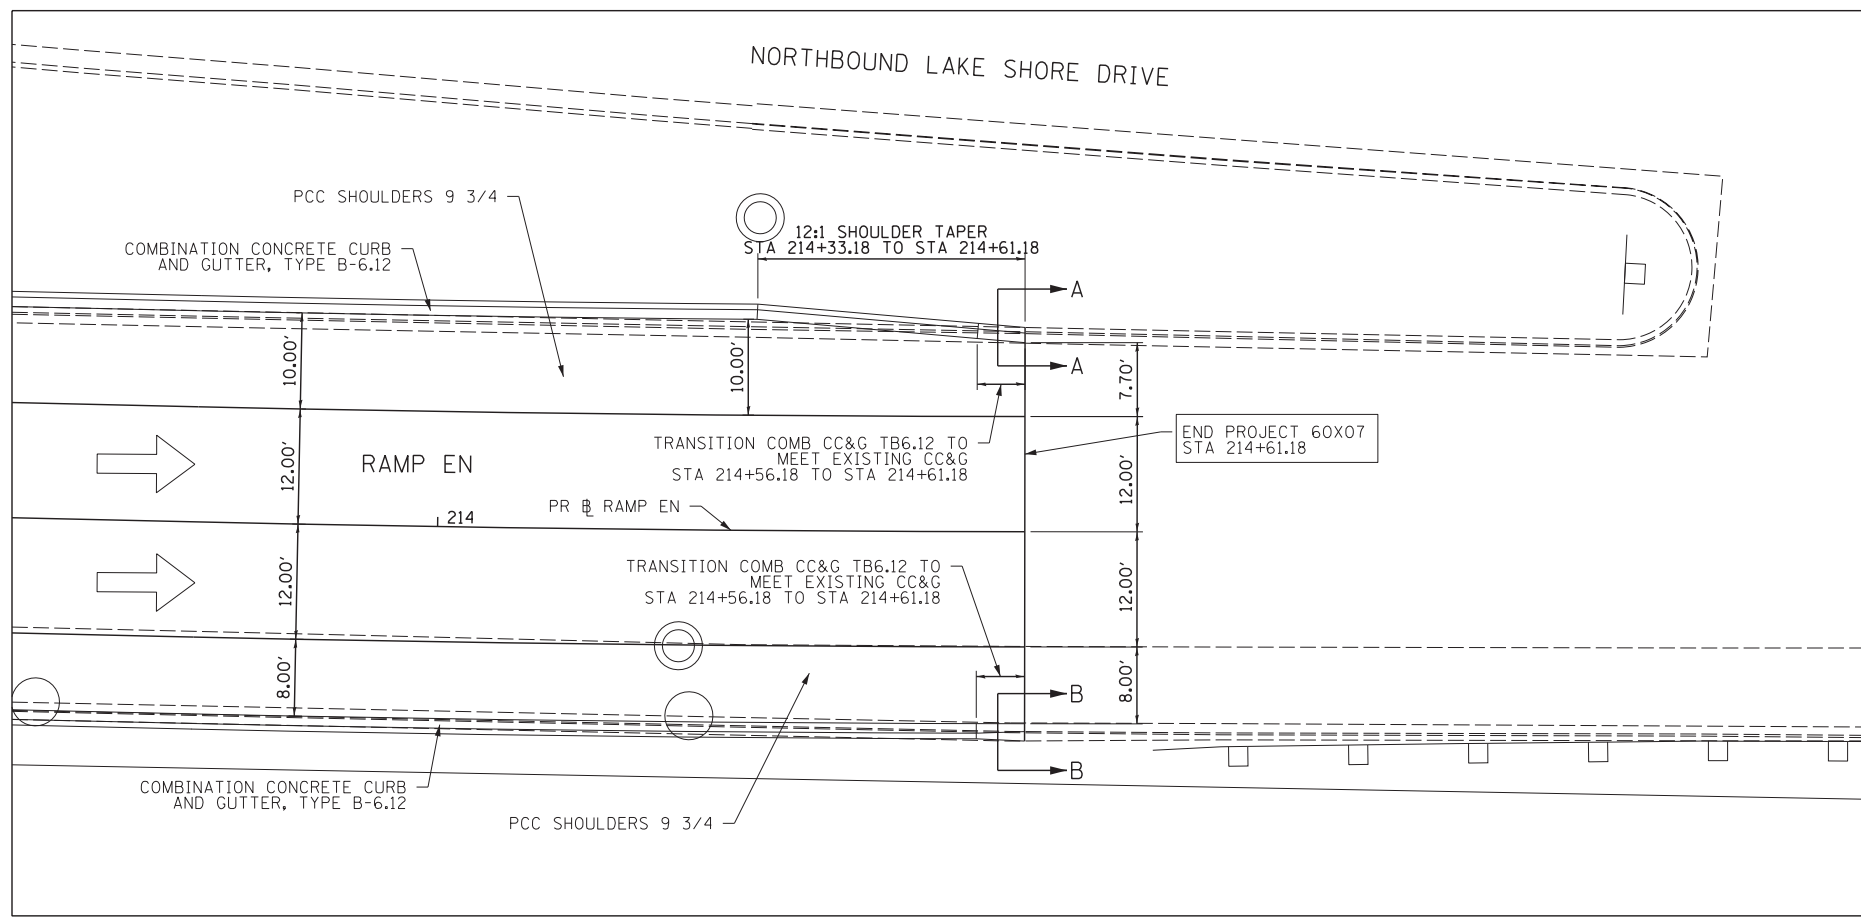 NORTHBOUND LAKE SHORE DRIVE
PCC SHOULDERS 9 3/4
12:1 SHOULDER TAPER
STA 214+33.18 TO STA 214+61.18
COMBINATION CONCRETE CURB
AND GUTTER, TYPE B-6.12
A
10.00'
10.00'
A
7.70'
TRANSITION COMB CC&G TB6.12 TO
MEET EXISTING CC&G
STA 214+56.18 TO STA 214+61.18
END PROJECT 60X07
STA 214+61.18
12.00'
RAMP EN
12.00'
PR BL RAMP EN
214
12.00'
TRANSITION COMB CC&G TB6.12 TO
MEET EXISTING CC&G
STA 214+56.18 TO STA 214+61.18
12.00'
8.00'
8.00'
B
B
COMBINATION CONCRETE CURB
AND GUTTER, TYPE B-6.12
PCC SHOULDERS 9 3/4